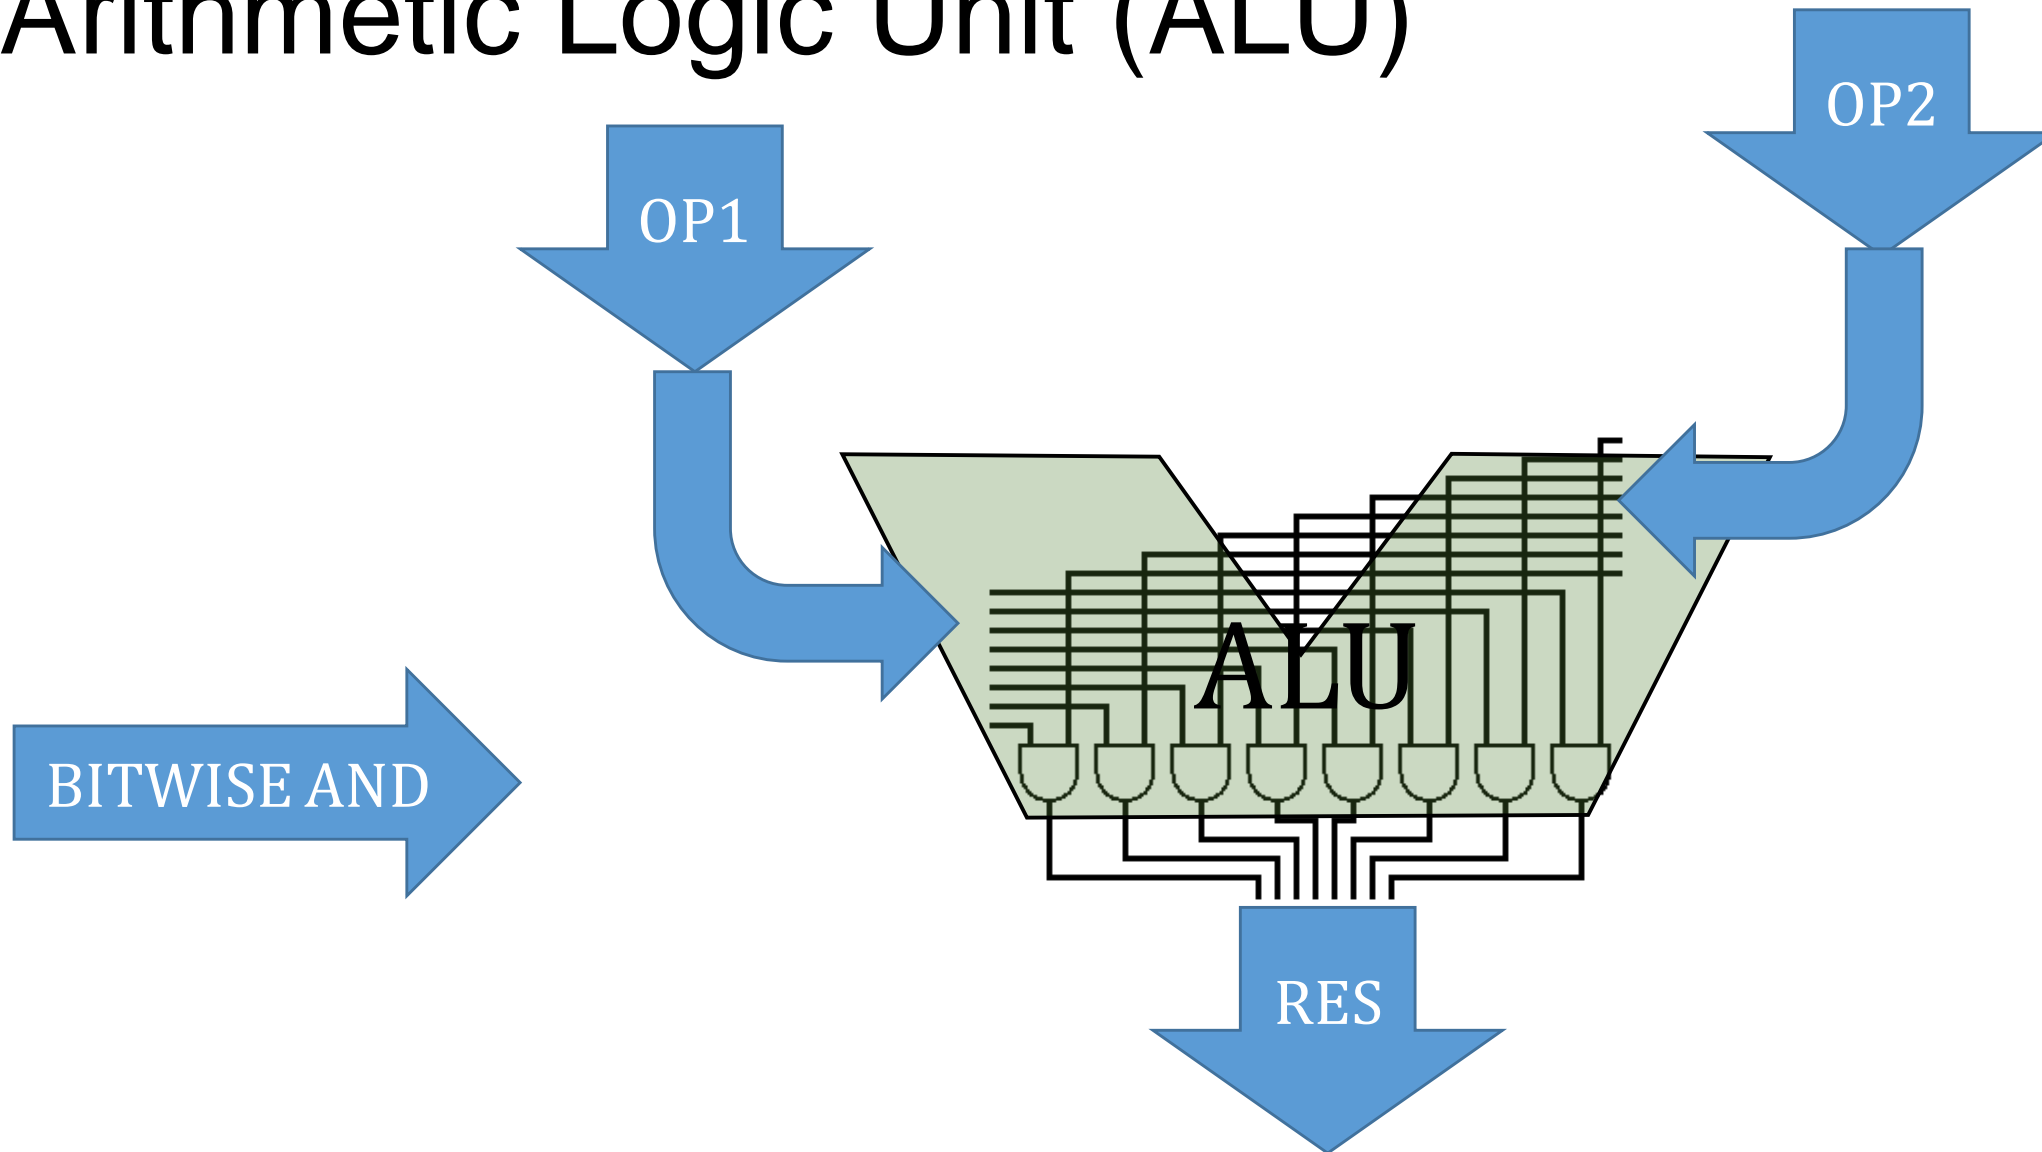 Arithmetic Logic Unit (ALU)
OP2
OP1
ALU
BITWISE AND
RES